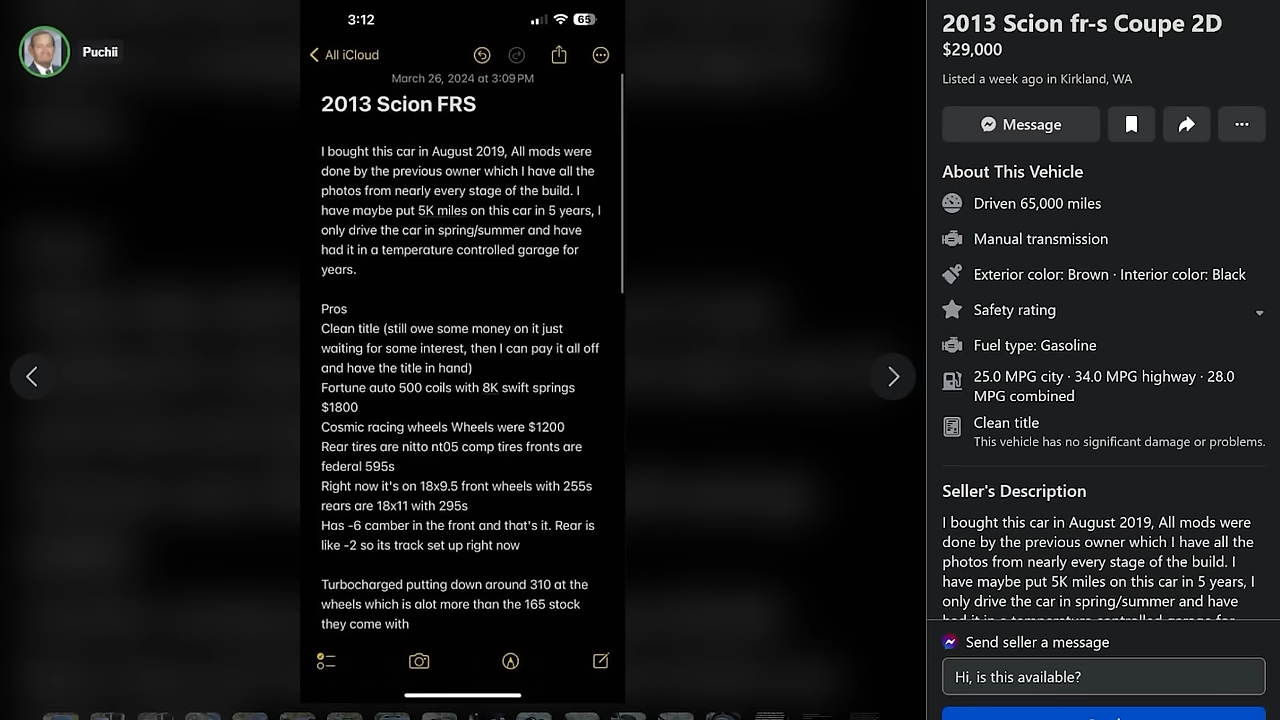 3:12
65
Puchii
All iCloud
March 26, 2024 at 3:09 PM
2013 Scion FRS
I bought this car in August 2019, All mods were
done by the previous owner which I have all the
photos from nearly every stage of the build. I
have maybe put 5K miles on this car in 5 years, I
only drive the car in spring/summer and have
had it in a temperature controlled garage for
years.
Pros
Clean title (still owe some money on it just
waiting for some interest, then I can pay it all off
and have the title in hand)
Fortune auto 500 coils with 8K swift springs
$1800
Cosmic racing wheels Wheels were $1200
Rear tires are nitto nt05 comp tires fronts are
federal 595s
Right now it's on 18x9.5 front wheels with 255s
rears are 18x11 with 295s
Has -6 camber in the front and that's it. Rear is
like -2 so its track set up right now
Turbocharged putting down around 310 at the
wheels which is alot more than the 165 stock
they come with
2013 Scion fr-s Coupe 2D
$29,000
Listed a week ago in Kirkland, WA
Message
About This Vehicle
Driven 65,000 miles
Manual transmission
Exterior color: Brown · Interior color: Black
Safety rating
Fuel type: Gasoline
25.0 MPG city · 34.0 MPG highway · 28.0
MPG combined
Clean title
This vehicle has no significant damage or problems.
Seller's Description
I bought this car in August 2019, All mods were
done by the previous owner which I have all the
photos from nearly every stage of the build. I
have maybe put 5K miles on this car in 5 years, I
only drive the car in spring/summer and have
had it in a temperature controlled garage for
Send seller a message
Hi, is this available?